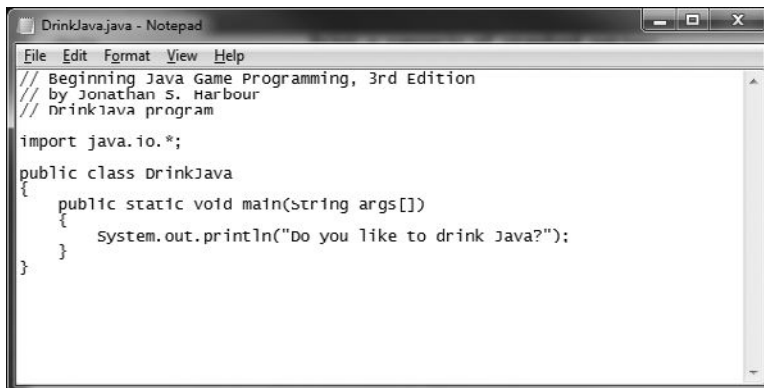 DrinkJava.java - Notepad
File Edit Format View Help
// Beginning Java Game Programming, 3rd Edition
// by Jonathan S. Harbour
// DrinkJava program
import java.io.*;
public class DrinkJava
{
public static void main(String args[])
{
System.out.println("Do you like to drink Java?");
}
}